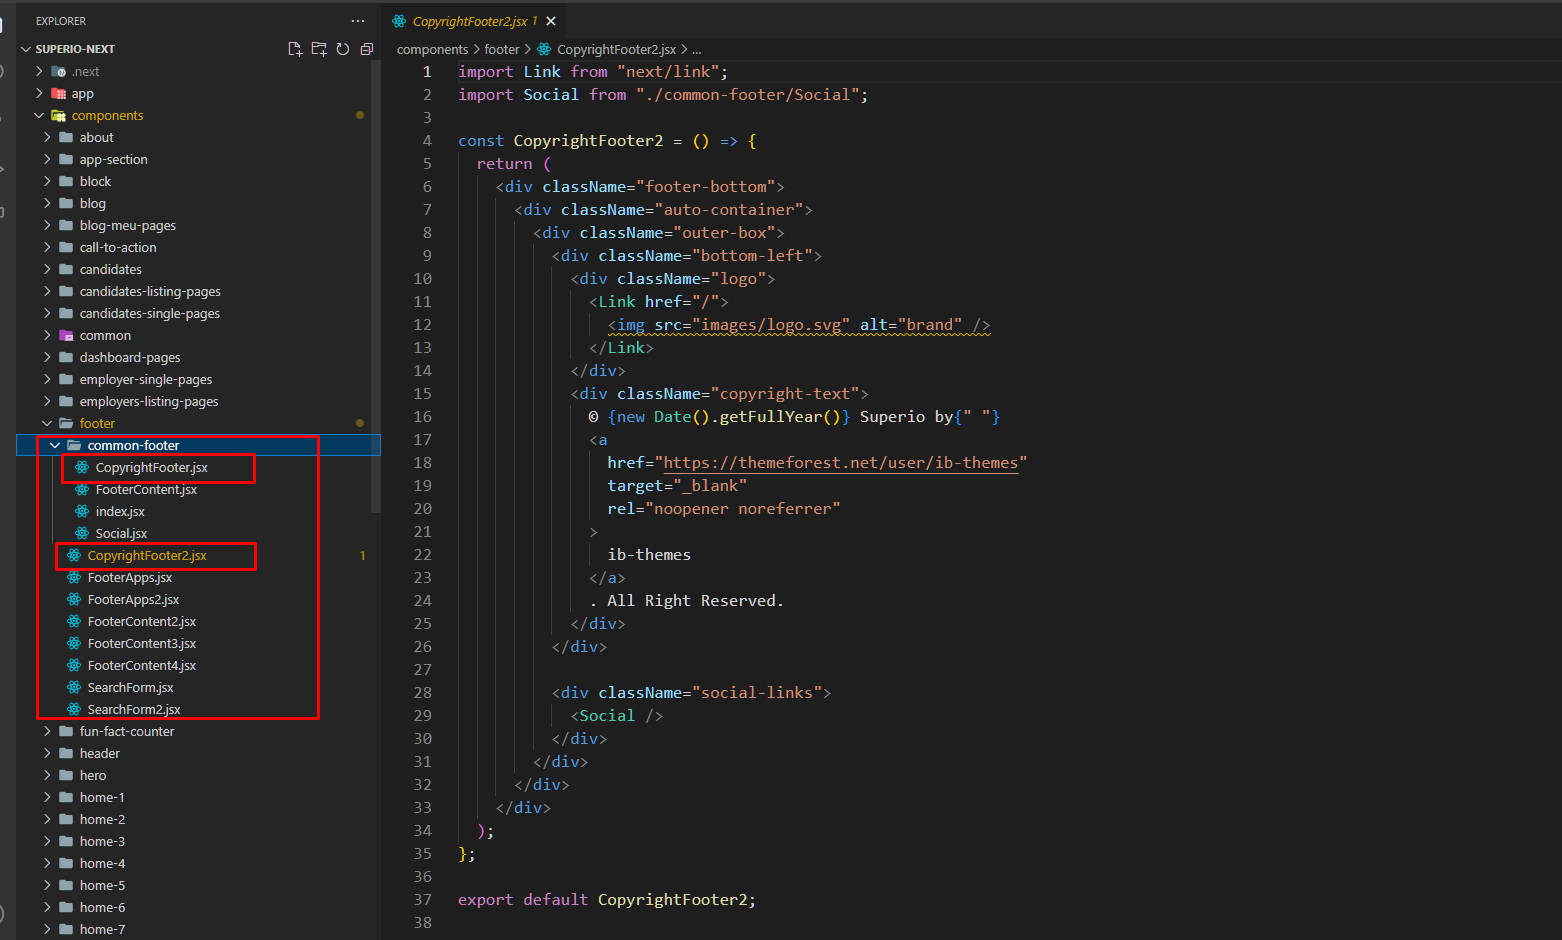 EXPLORER
···
SUPERIO-NEXT
.next
app
components
about
app-section
block
blog
blog-meu-pages
call-to-action
candidates
candidates-listing-pages
candidates-single-pages
common
dashboard-pages
employer-single-pages
employers-listing-pages
footer
common-footer
CopyrightFooter.jsx
FooterContent.jsx
index.jsx
Social.jsx
CopyrightFooter2.jsx 1
FooterApps.jsx
FooterApps2.jsx
FooterContent2.jsx
FooterContent3.jsx
FooterContent4.jsx
SearchForm.jsx
SearchForm2.jsx
fun-fact-counter
header
hero
home-1
home-2
home-3
home-4
home-5
home-6
home-7
CopyrightFooter2.jsx 1
components > footer > CopyrightFooter2.jsx > ...
1 import Link from "next/link";
2 import Social from "./common-footer/Social";
3
4 const CopyrightFooter2 = () => {
5 return (
6 <div className="footer-bottom">
7 <div className="auto-container">
8 <div className="outer-box">
9 <div className="bottom-left">
10 <div className="logo">
11 <Link href="/">
12 <img src="images/logo.svg" alt="brand" />
13 </Link>
14 </div>
15 <div className="copyright-text">
16 © {new Date().getFullYear()} Superio by{" "}
17 <a
18 href="https://themeforest.net/user/ib-themes"
19 target="_blank"
20 rel="noopener noreferrer"
21 >
22 ib-themes
23 </a>
24 . All Right Reserved.
25 </div>
26 </div>
27
28 <div className="social-links">
29 <Social />
30 </div>
31 </div>
32 </div>
33 </div>
34 );
35 };
36
37 export default CopyrightFooter2;
38